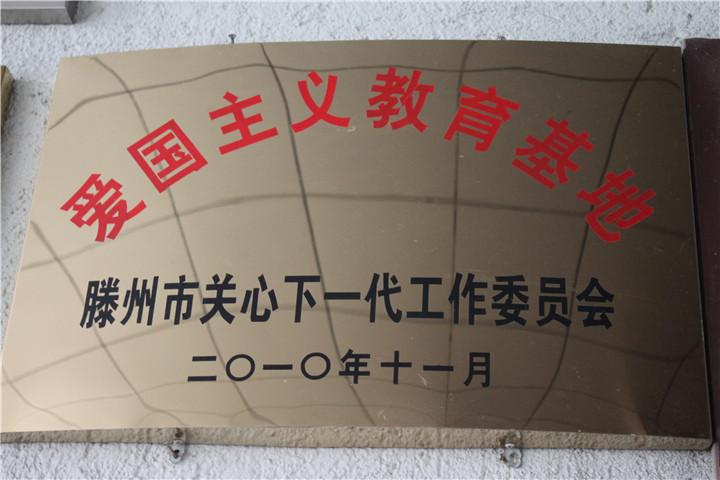 爱国主义教育基地
滕州市关心下一代工作委员会
二〇一〇年十一月